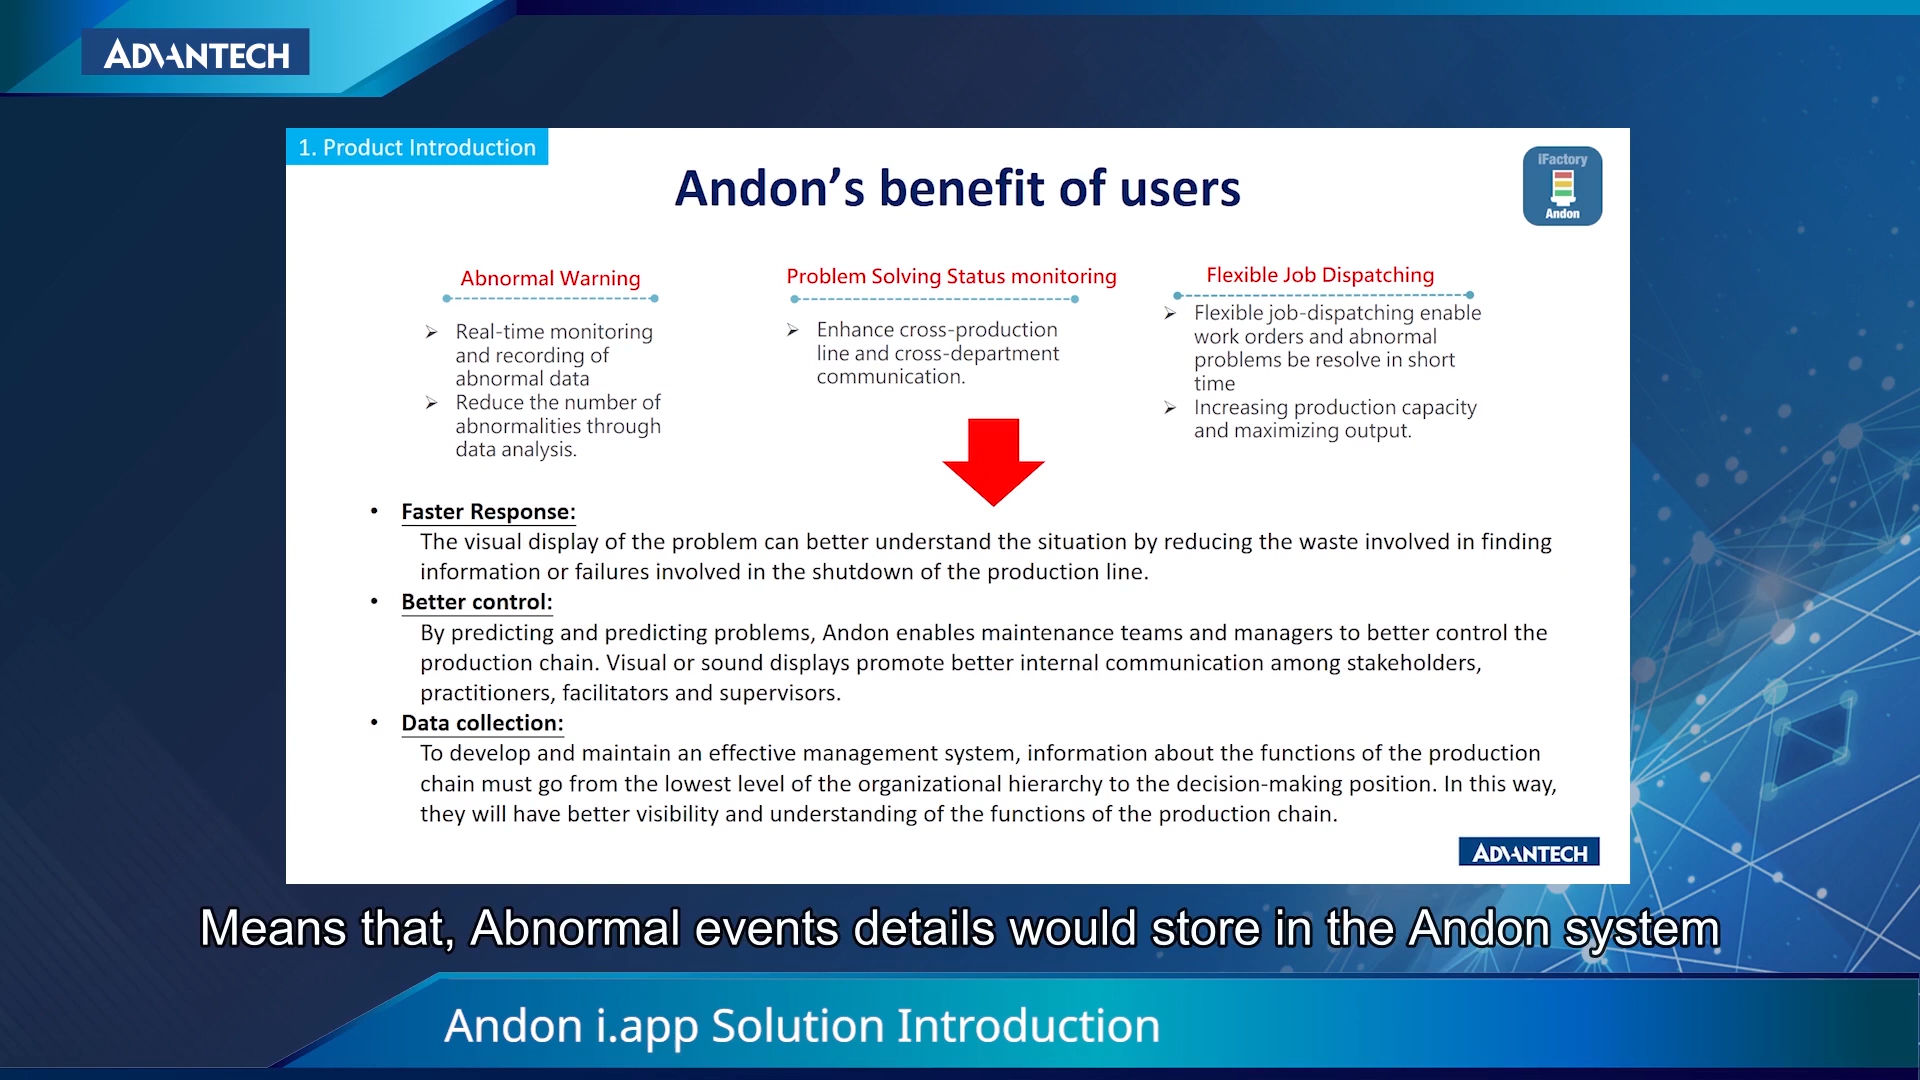 ADVANTECH
1. Product Introduction
Andon’s benefit of users
iFactory
Andon
Abnormal Warning
➢ Real-time monitoring
and recording of
abnormal data
➢ Reduce the number of
abnormalities through
data analysis.
Problem Solving Status monitoring
➢ Enhance cross-production
line and cross-department
communication.
Flexible Job Dispatching
➢ Flexible job-dispatching enable
work orders and abnormal
problems be resolve in short
time
➢ Increasing production capacity
and maximizing output.
• Faster Response:
The visual display of the problem can better understand the situation by reducing the waste involved in finding
information or failures involved in the shutdown of the production line.
• Better control:
By predicting and predicting problems, Andon enables maintenance teams and managers to better control the
production chain. Visual or sound displays promote better internal communication among stakeholders,
practitioners, facilitators and supervisors.
• Data collection:
To develop and maintain an effective management system, information about the functions of the production
chain must go from the lowest level of the organizational hierarchy to the decision-making position. In this way,
they will have better visibility and understanding of the functions of the production chain.
ADVANTECH
Means that, Abnormal events details would store in the Andon system
Andon i.app Solution Introduction